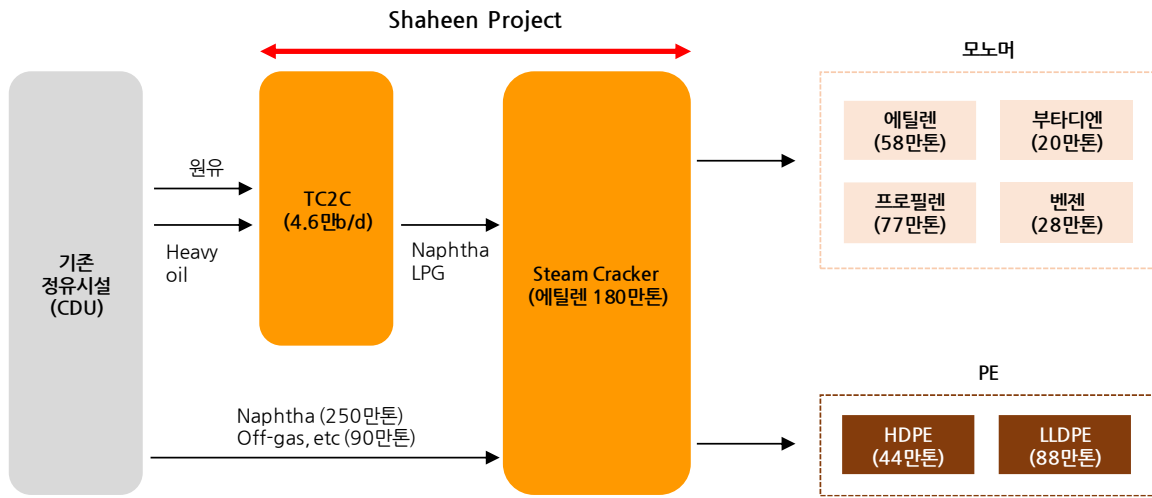 Shaheen Project
기존
정유시설
(CDU)
원유
Heavy
oil
TC2C
(4.6만b/d)
Naphtha
LPG
Steam Cracker
(에틸렌 180만톤)
Naphtha (250만톤)
Off-gas, etc (90만톤)
모노머
에틸렌
(58만톤)
부타디엔
(20만톤)
프로필렌
(77만톤)
벤젠
(28만톤)
PE
HDPE
(44만톤)
LLDPE
(88만톤)